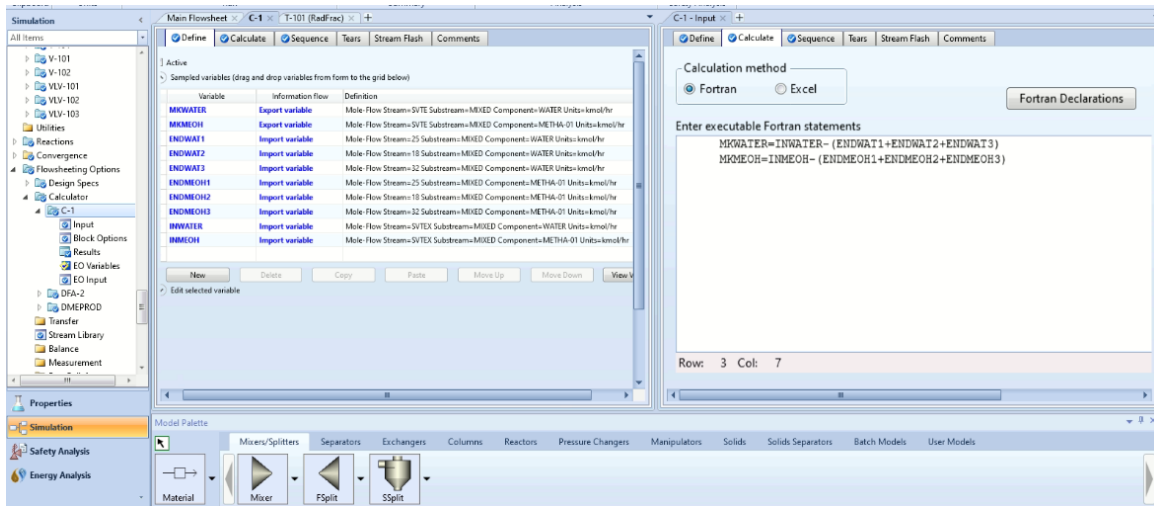 Simulation
All Items
V-101
V-102
VLV-101
VLV-102
VLV-103
Utilities
Reactions
Convergence
Flowsheeting Options
Design Specs
Calculator
C-1
Input
Block Options
Results
EO Variables
EO Input
DFA-2
DMEPROD
Transfer
Stream Library
Balance
Measurement
Properties
Simulation
Safety Analysis
Energy Analysis
Main Flowsheet × C-1 × T-101 (RadFrac) × +
Define Calculate Sequence Tears Stream Flash Comments
Active
Sampled variables (drag and drop variables from form to the grid below)
Variable Information flow Definition
MKWATER Export variable Mole-Flow Stream=SVTE Substream=MIXED Component=WATER Units=kmol/hr
MKMEOH Export variable Mole-Flow Stream=SVTE Substream=MIXED Component=METHA-01 Units=kmol/hr
ENDWAT1 Import variable Mole-Flow Stream=25 Substream=MIXED Component=WATER Units=kmol/hr
ENDWAT2 Import variable Mole-Flow Stream=18 Substream=MIXED Component=WATER Units=kmol/hr
ENDWAT3 Import variable Mole-Flow Stream=32 Substream=MIXED Component=WATER Units=kmol/hr
ENDMEOH1 Import variable Mole-Flow Stream=25 Substream=MIXED Component=METHA-01 Units=kmol/hr
ENDMEOH2 Import variable Mole-Flow Stream=18 Substream=MIXED Component=METHA-01 Units=kmol/hr
ENDMEOH3 Import variable Mole-Flow Stream=32 Substream=MIXED Component=METHA-01 Units=kmol/hr
INWATER Import variable Mole-Flow Stream=SVTEX Substream=MIXED Component=WATER Units=kmol/hr
INMEOH Import variable Mole-Flow Stream=SVTEX Substream=MIXED Component=METHA-01 Units=kmol/hr
New Delete Copy Paste Move Up Move Down View V
Edit selected variable
C-1 - Input × +
Define Calculate Sequence Tears Stream Flash Comments
Calculation method
Fortran Excel
Fortran Declarations
Enter executable Fortran statements
MKWATER=INWATER-(ENDWAT1+ENDWAT2+ENDWAT3)
MKMEOH=INMEOH-(ENDMEOH1+ENDMEOH2+ENDMEOH3)
Row: 3 Col: 7
Model Palette
Mixers/Splitters Separators Exchangers Columns Reactors Pressure Changers Manipulators Solids Solids Separators Batch Models User Models
Material Mixer FSplit SSplit